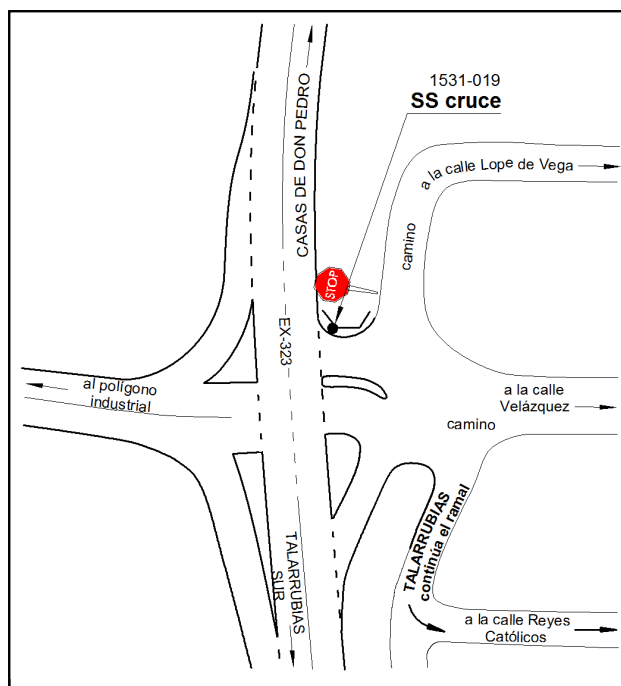 1531-019
SS cruce
CASAS DE DON PEDRO
a la calle Lope de Vega
camino
STOP
EX-323
al polígono
industrial
a la calle
Velázquez
camino
TALARRUBIAS
continúa el ramal
TALARRUBIAS
SUR
a la calle Reyes
Católicos